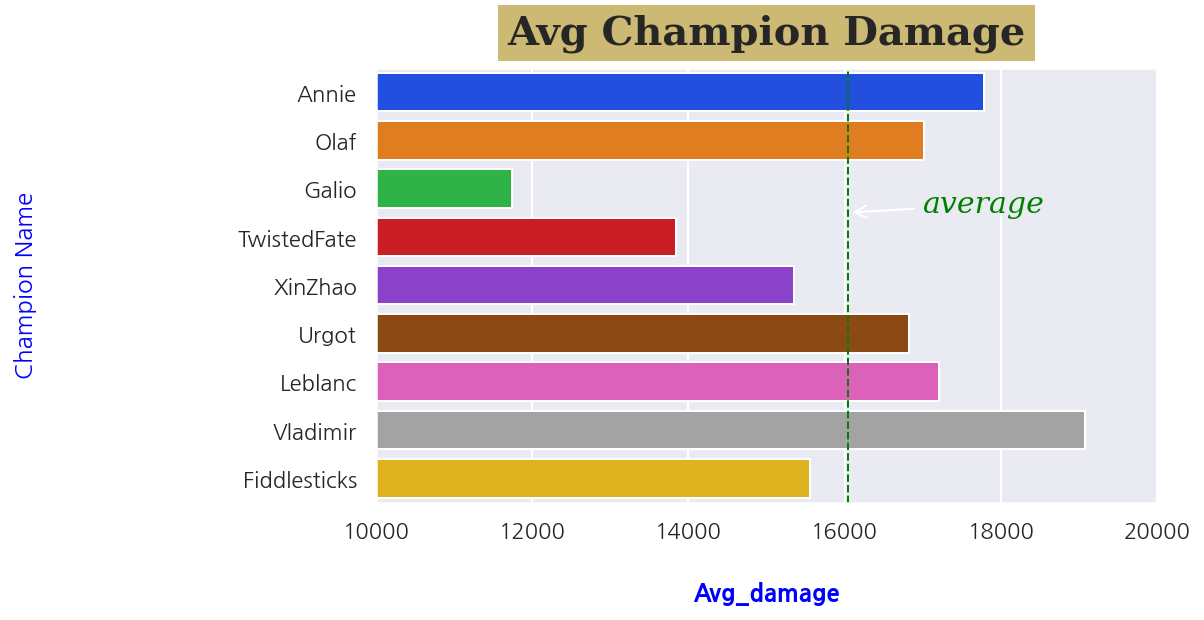 Avg Champion Damage
Champion Name
Annie
Olaf
Galio
TwistedFate
XinZhao
Urgot
Leblanc
Vladimir
Fiddlesticks
average
10000 12000 14000 16000 18000 20000
Avg_damage